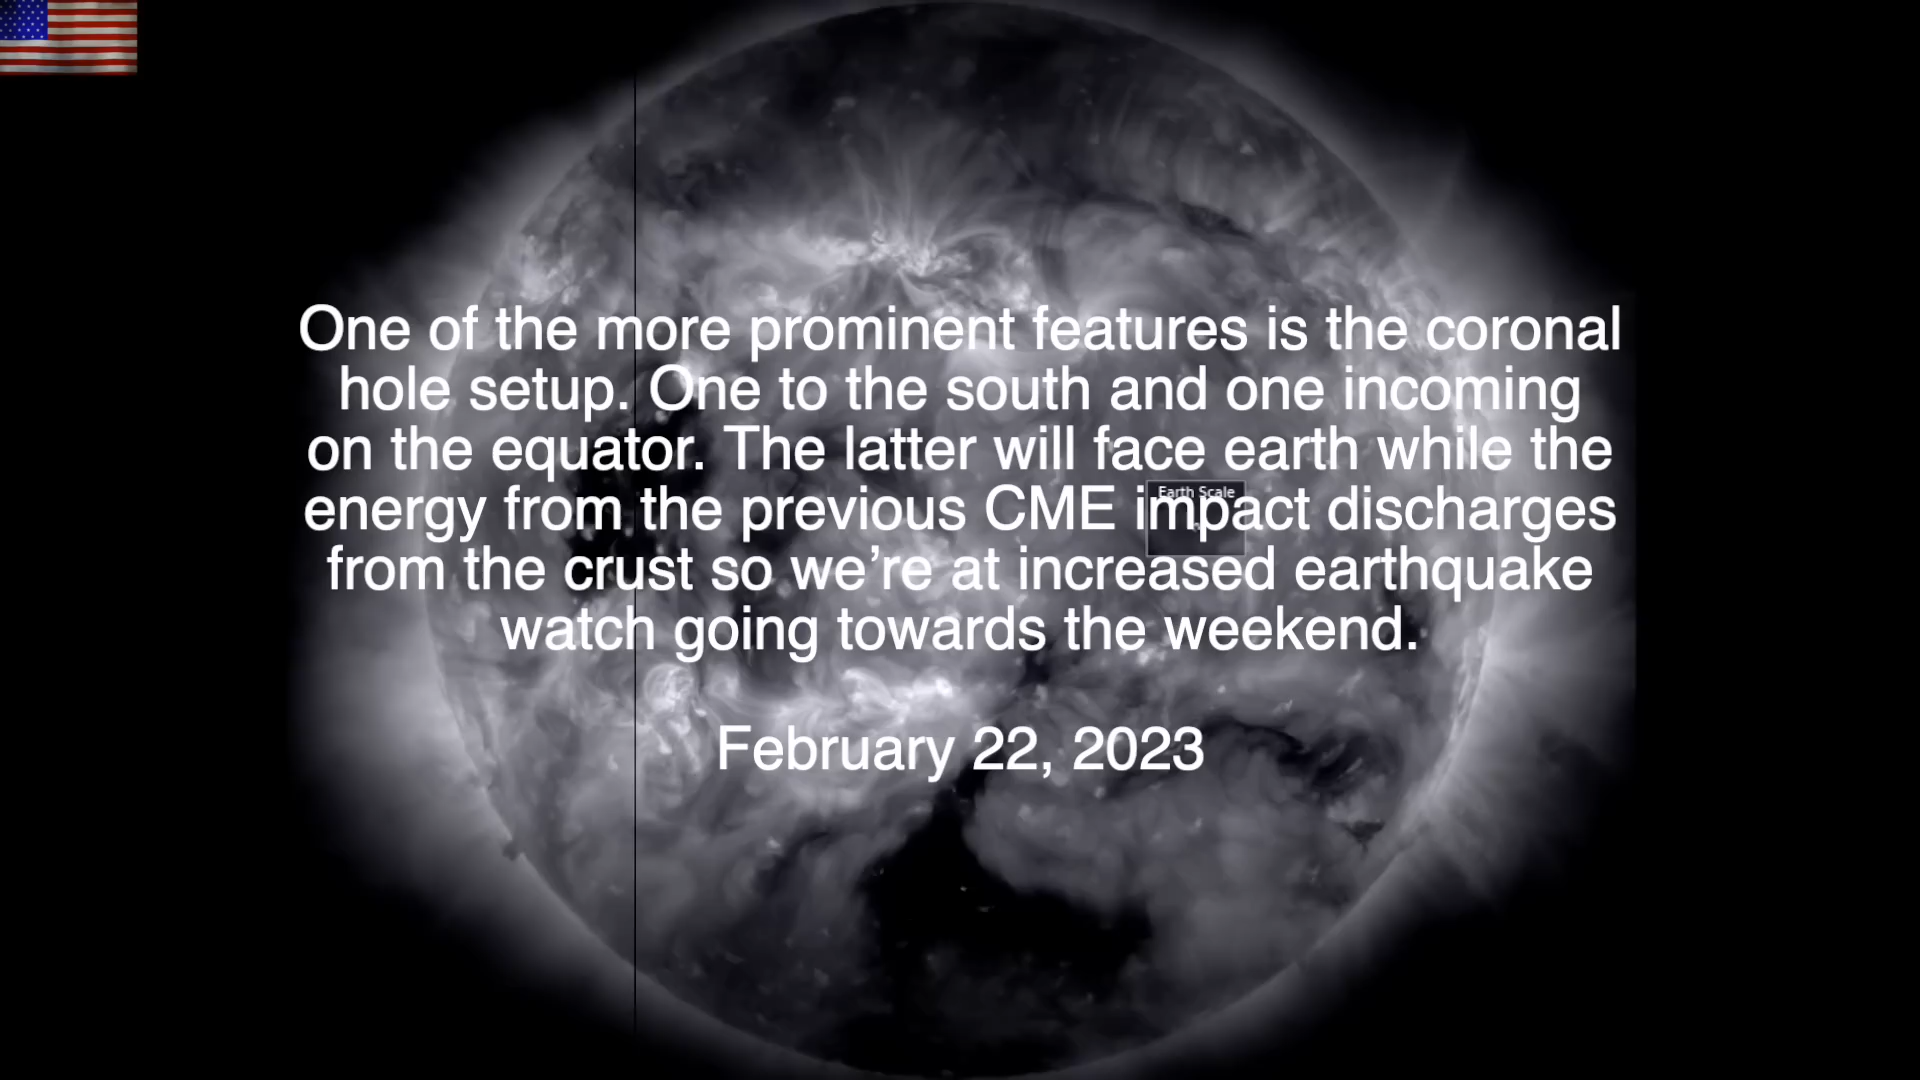 One of the more prominent features is the coronal
hole setup. One to the south and one incoming
on the equator. The latter will face earth while the
energy from the previous CME impact discharges
from the crust so we’re at increased earthquake
watch going towards the weekend.
February 22, 2023
Earth Scale